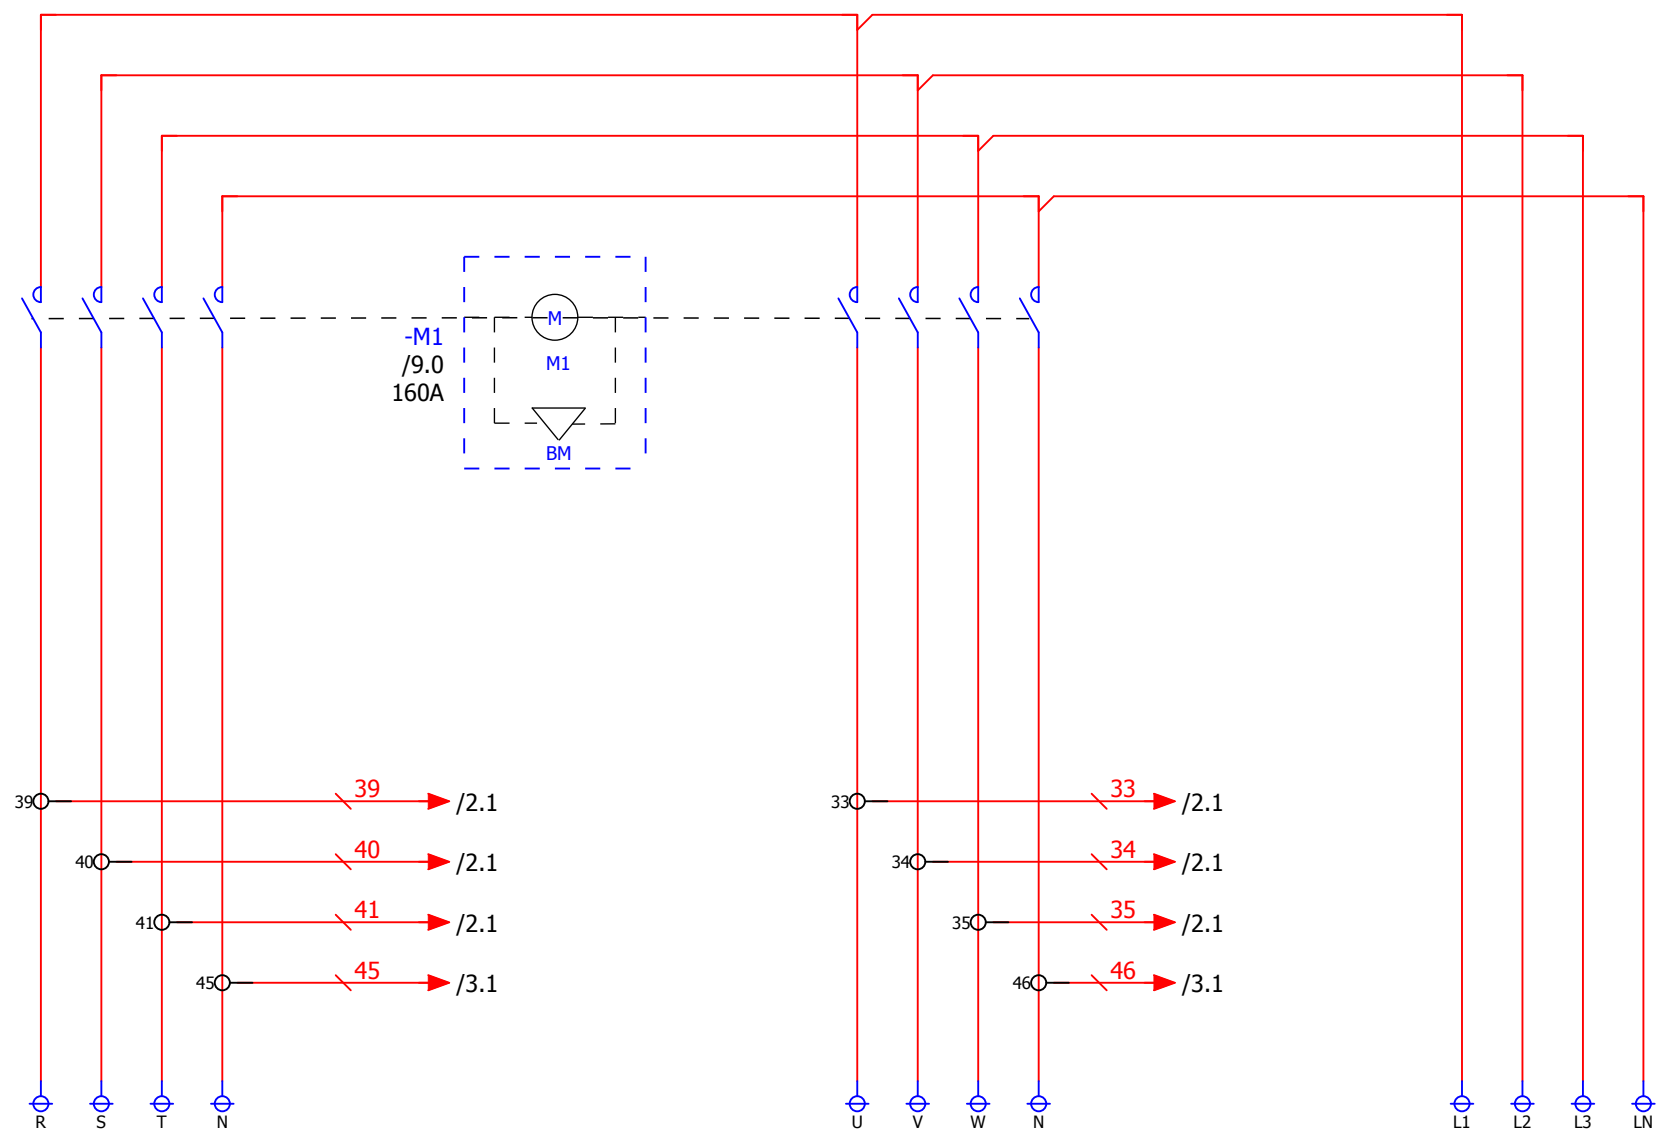 M
-M1
/9.0
160A
M1
BM
39 39 /2.1
33 33 /2.1
40 40 /2.1
34 34 /2.1
41 41 /2.1
35 35 /2.1
45 45 /3.1
46 46 /3.1
R S T N
U V W N
L1 L2 L3 LN